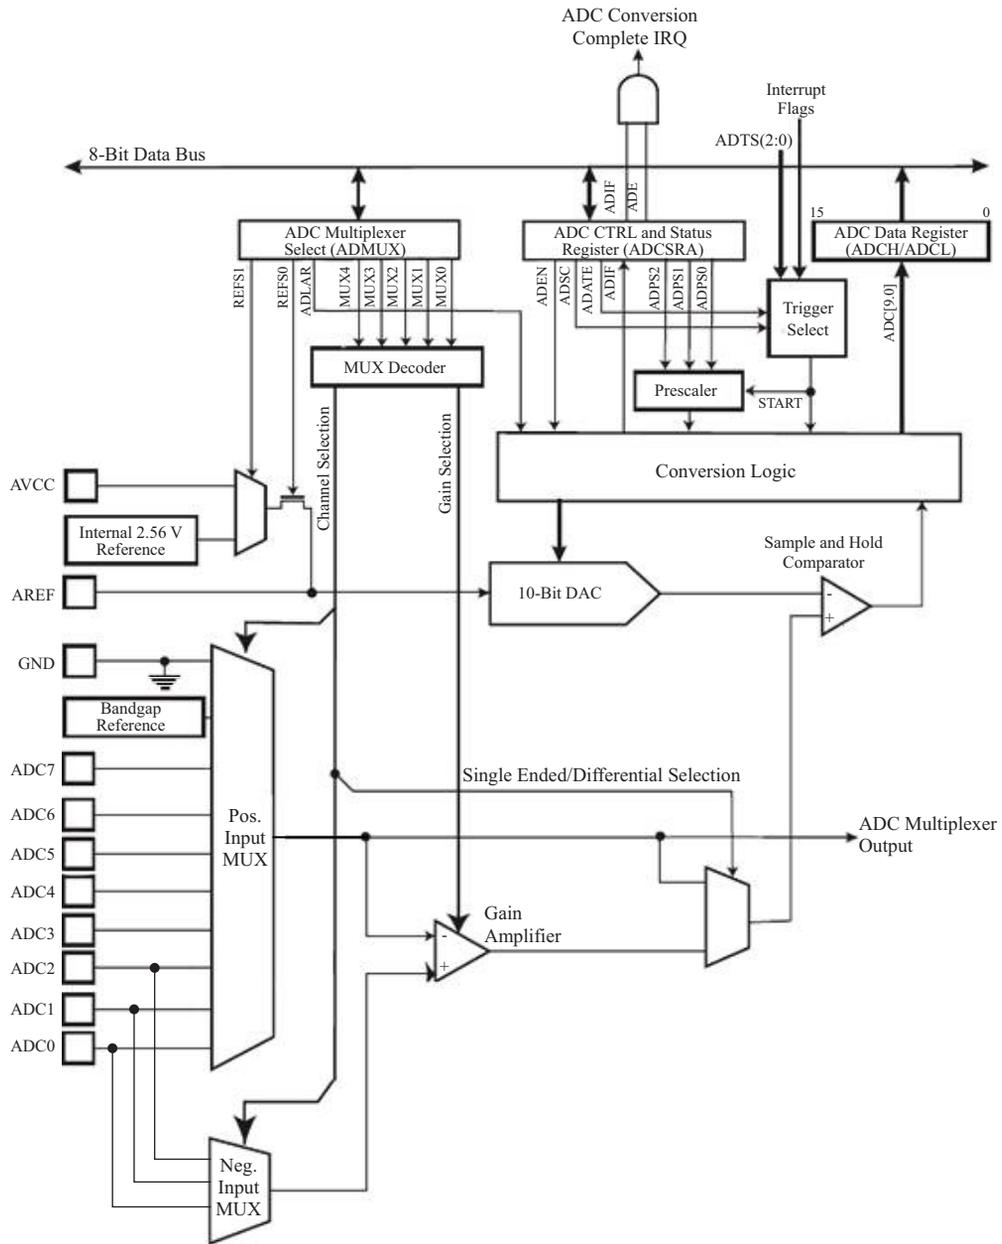 ADC Conversion
Complete IRQ
Interrupt
Flags
ADTS(2:0)
8-Bit Data Bus
ADIF
ADE
15
0
ADC Multiplexer
Select (ADMUX)
ADC CTRL and Status
Register (ADCSRA)
ADC Data Register
(ADCH/ADCL)
REFS1
REFS0
ADLAR
MUX4
MUX3
MUX2
MUX1
MUX0
ADEN
ADSC
ADATE
ADIF
ADPS2
ADPS1
ADPS0
ADC[9.0]
Trigger
Select
MUX Decoder
Prescaler
START
Channel Selection
Gain Selection
Conversion Logic
AVCC
Internal 2.56 V
Reference
AREF
10-Bit DAC
Sample and Hold
Comparator
-
+
GND
Bandgap
Reference
ADC7
ADC6
ADC5
ADC4
ADC3
ADC2
ADC1
ADC0
Pos.
Input
MUX
Single Ended/Differential Selection
ADC Multiplexer
Output
Gain
Amplifier
-
+
Neg.
Input
MUX